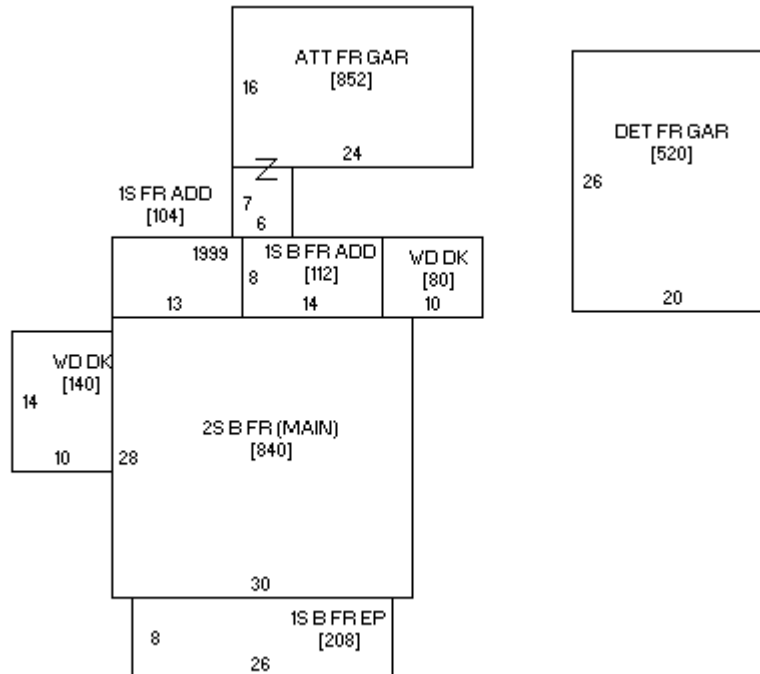 ATT FR GAR
[852]
16
24
DET FR GAR
[520]
26
20
1S FR ADD
[104]
Z
7
6
1999
13
1S B FR ADD
[112]
8
14
WD DK
[80]
10
WD DK
[140]
14
10
2S B FR (MAIN)
[840]
28
30
1S B FR EP
[208]
8
26